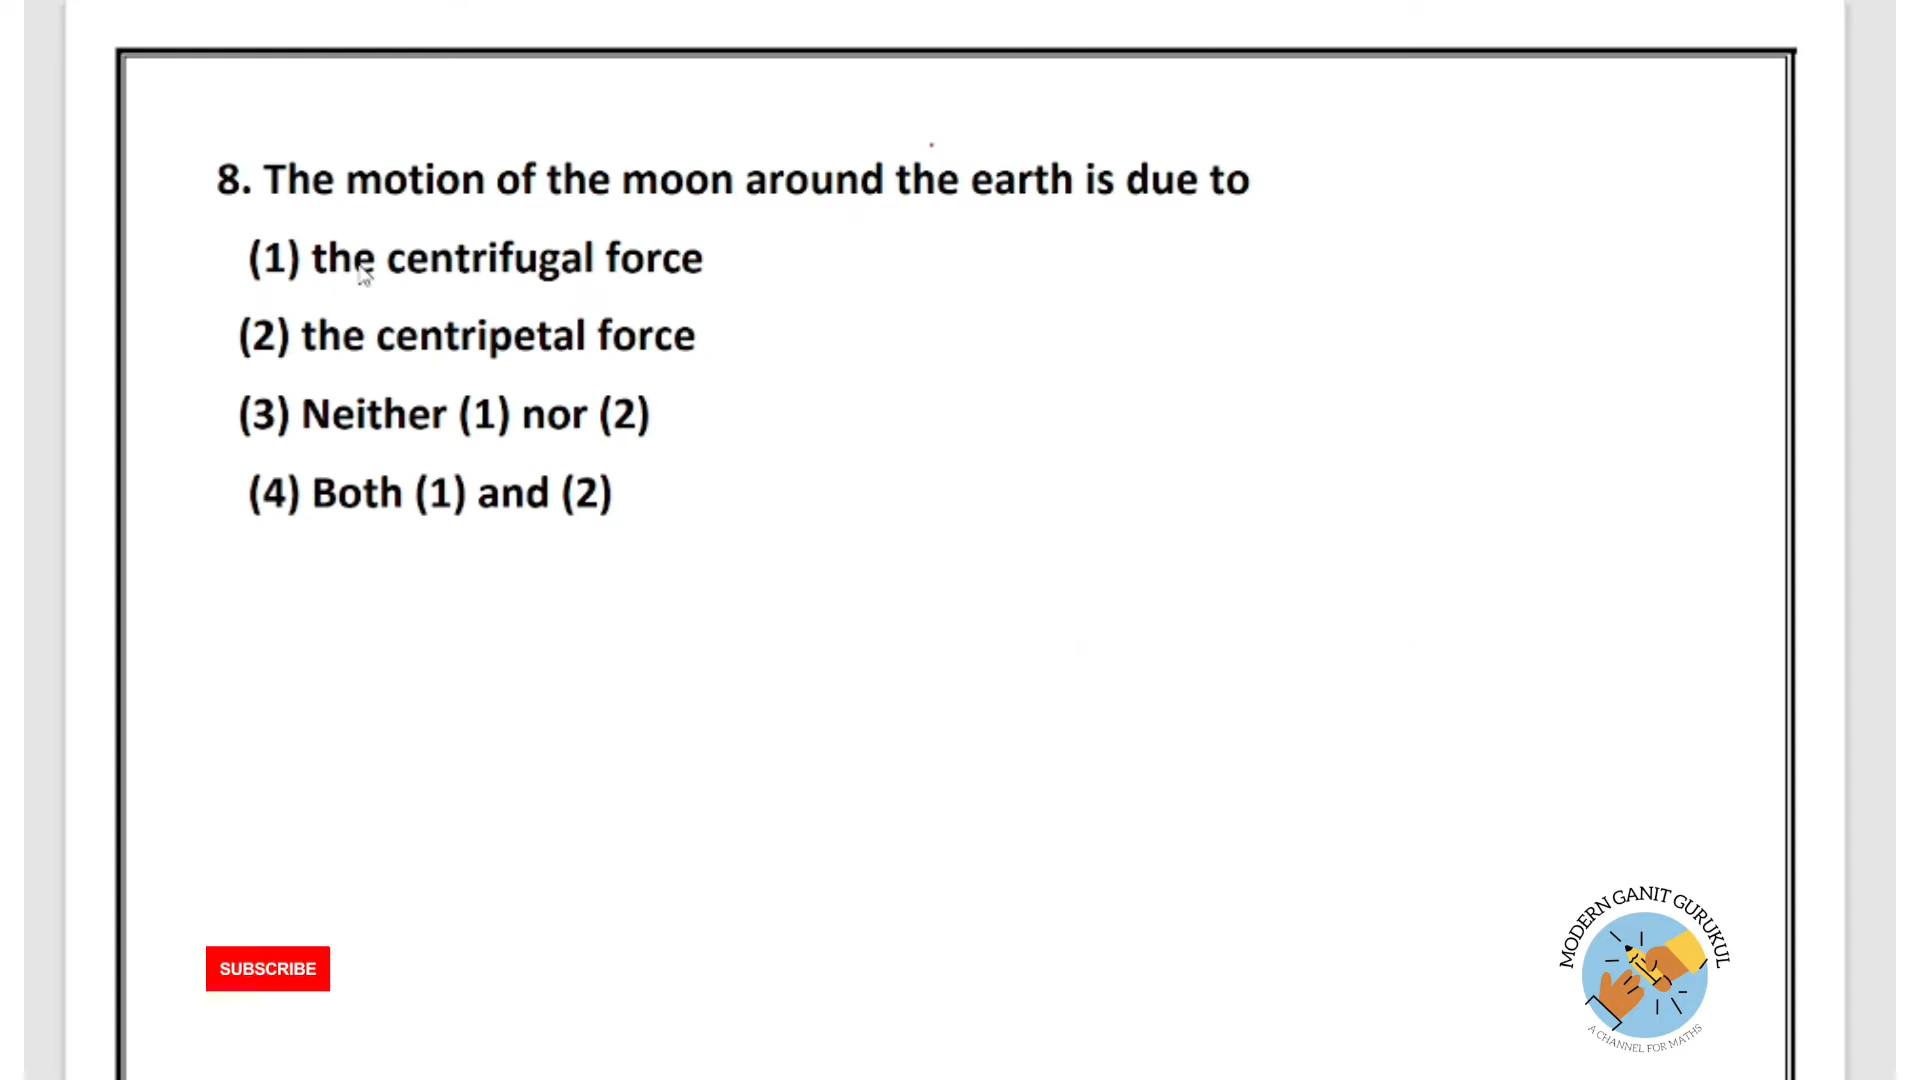 8. The motion of the moon around the earth is due to
(1) the centrifugal force
(2) the centripetal force
(3) Neither (1) nor (2)
(4) Both (1) and (2)
SUBSCRIBE
MODERN GANIT GURUKUL
A CHANNEL FOR MATHS